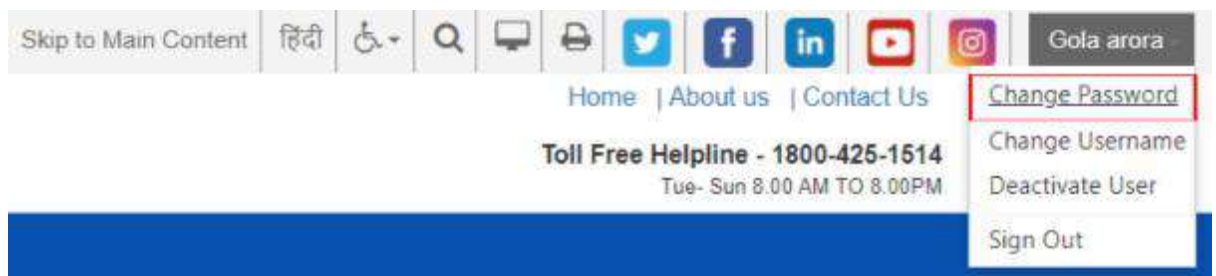 Skip to Main Content हिंदी Gola arora
Home | About us | Contact Us
Toll Free Helpline - 1800-425-1514
Tue- Sun 8.00 AM TO 8.00PM
Change Password
Change Username
Deactivate User
Sign Out